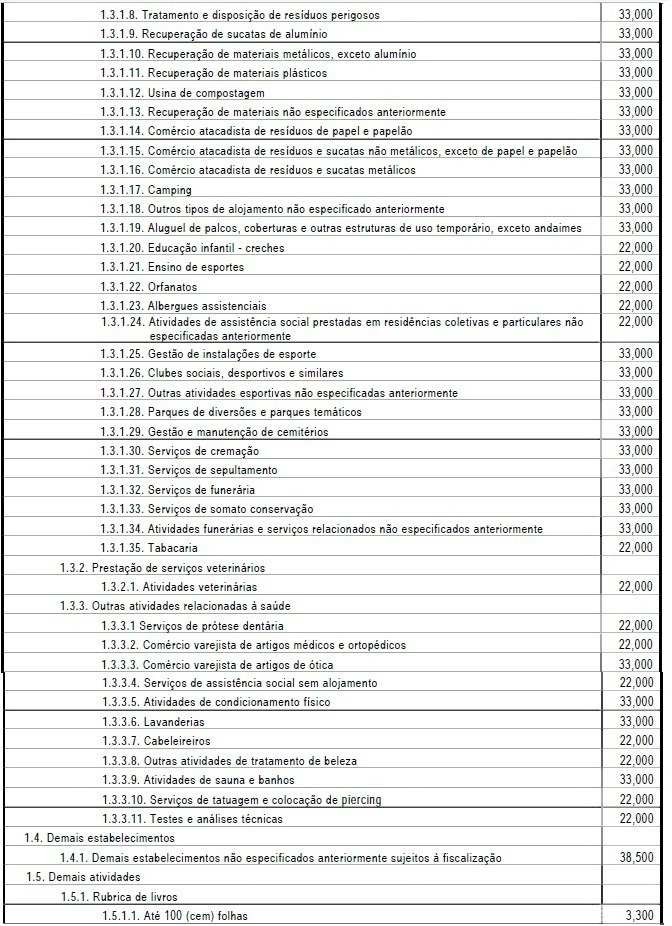 1.3.1.8. Tratamento e disposição de resíduos perigosos 33,000
1.3.1.9. Recuperação de sucatas de alumínio 33,000
1.3.1.10. Recuperação de materiais metálicos, exceto alumínio 33,000
1.3.1.11. Recuperação de materiais plásticos 33,000
1.3.1.12. Usina de compostagem 33,000
1.3.1.13. Recuperação de materiais não especificados anteriormente 33,000
1.3.1.14. Comércio atacadista de resíduos de papel e papelão 33,000
1.3.1.15. Comércio atacadista de resíduos e sucatas não metálicos, exceto de papel e papelão 33,000
1.3.1.16. Comércio atacadista de resíduos e sucatas metálicos 33,000
1.3.1.17. Camping 33,000
1.3.1.18. Outros tipos de alojamento não especificado anteriormente 33,000
1.3.1.19. Aluguel de palcos, coberturas e outras estruturas de uso temporário, exceto andaimes 33,000
1.3.1.20. Educação infantil - creches 22,000
1.3.1.21. Ensino de esportes 22,000
1.3.1.22. Orfanatos 22,000
1.3.1.23. Albergues assistenciais 22,000
1.3.1.24. Atividades de assistência social prestadas em residências coletivas e particulares não 22,000
especificadas anteriormente
1.3.1.25. Gestão de instalações de esporte 33,000
1.3.1.26. Clubes sociais, desportivos e similares 33,000
1.3.1.27. Outras atividades esportivas não especificadas anteriormente 33,000
1.3.1.28. Parques de diversões e parques temáticos 33,000
1.3.1.29. Gestão e manutenção de cemitérios 33,000
1.3.1.30. Serviços de cremação 33,000
1.3.1.31. Serviços de sepultamento 33,000
1.3.1.32. Serviços de funerária 33,000
1.3.1.33. Serviços de somato conservação 33,000
1.3.1.34. Atividades funerárias e serviços relacionados não especificados anteriormente 33,000
1.3.1.35. Tabacaria 22,000
1.3.2. Prestação de serviços veterinários
1.3.2.1. Atividades veterinárias 22,000
1.3.3. Outras atividades relacionadas à saúde
1.3.3.1 Serviços de prótese dentária 22,000
1.3.3.2. Comércio varejista de artigos médicos e ortopédicos 22,000
1.3.3.3. Comércio varejista de artigos de ótica 33,000
1.3.3.4. Serviços de assistência social sem alojamento 22,000
1.3.3.5. Atividades de condicionamento físico 33,000
1.3.3.6. Lavanderias 33,000
1.3.3.7. Cabeleireiros 22,000
1.3.3.8. Outras atividades de tratamento de beleza 22,000
1.3.3.9. Atividades de sauna e banhos 33,000
1.3.3.10. Serviços de tatuagem e colocação de piercing 22,000
1.3.3.11. Testes e análises técnicas 22,000
1.4. Demais estabelecimentos
1.4.1. Demais estabelecimentos não especificados anteriormente sujeitos à fiscalização 38,500
1.5. Demais atividades
1.5.1. Rubrica de livros
1.5.1.1. Até 100 (cem) folhas 3,300